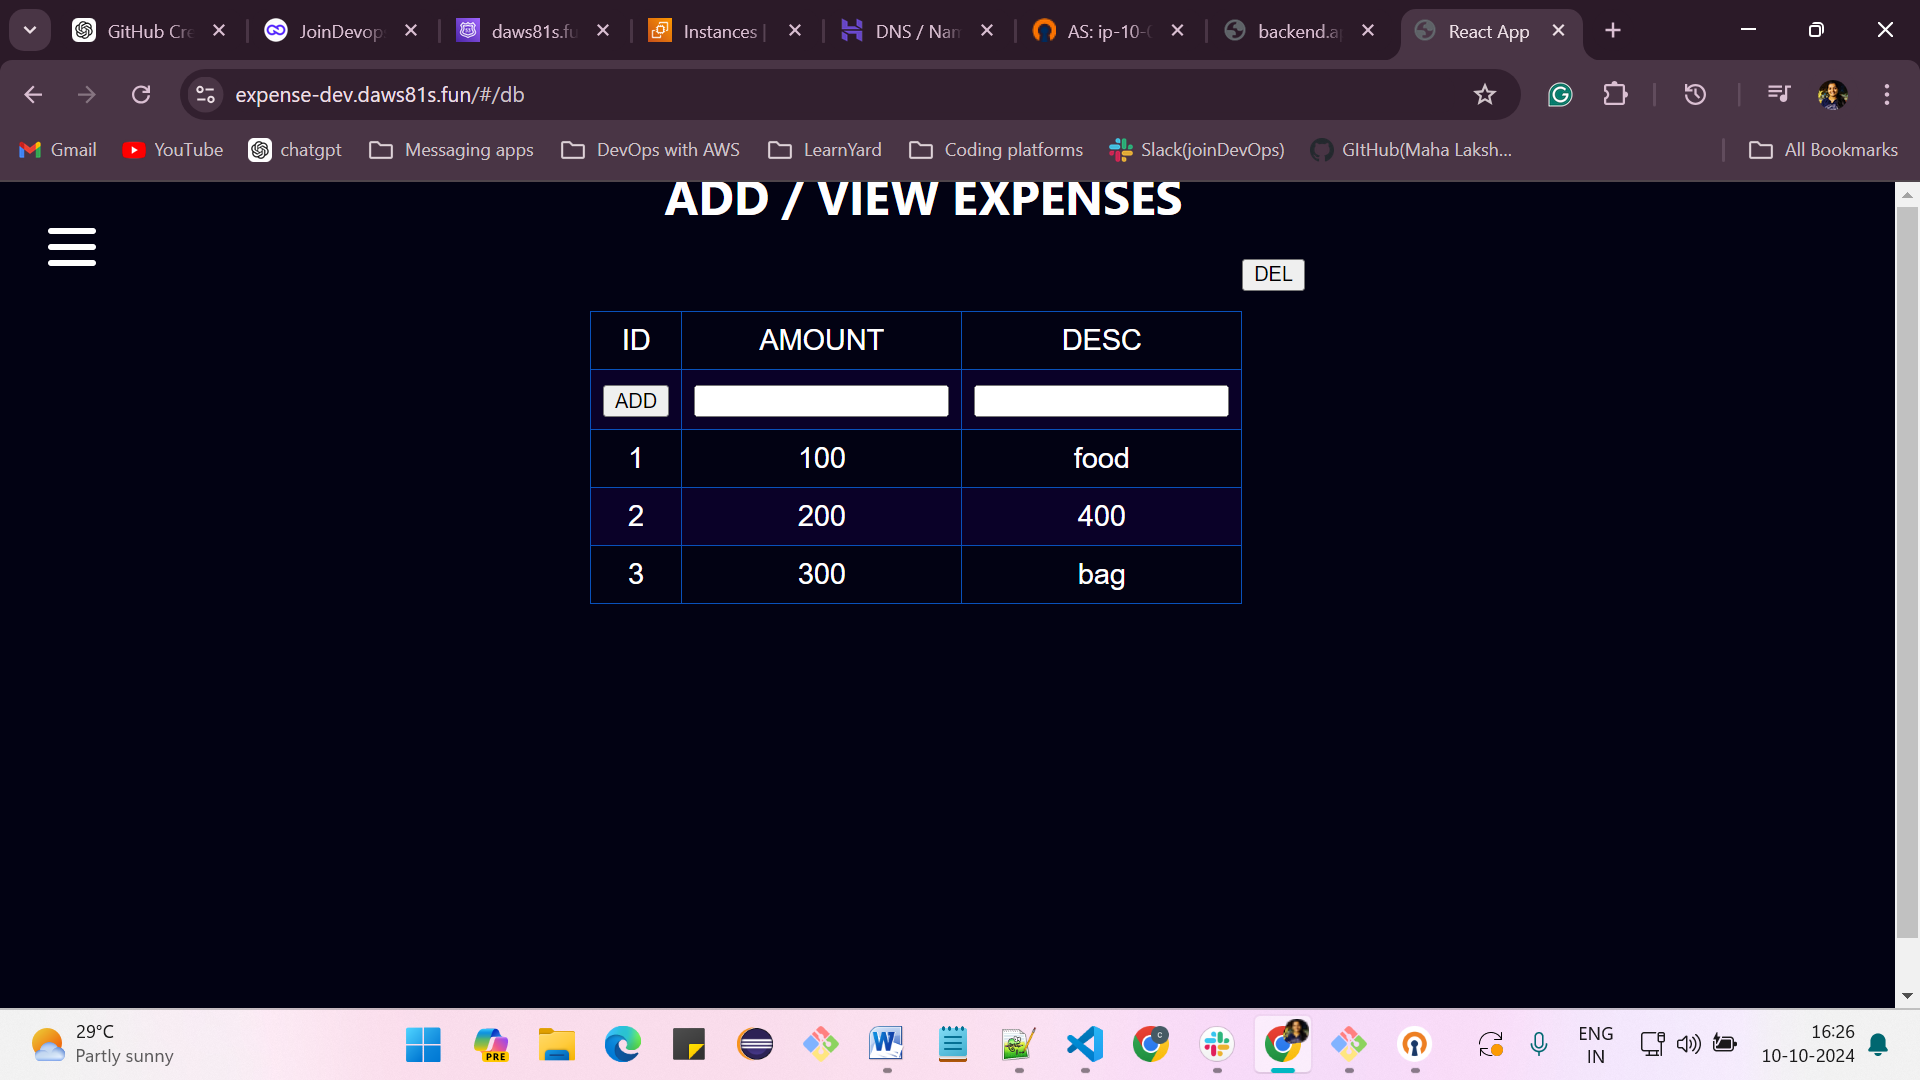 GitHub Cre
JoinDevop
daws81s.fu
Instances |
DNS / Nam
AS: ip-10-0
backend.a
React App
expense-dev.daws81s.fun/#/db
Gmail
YouTube
chatgpt
Messaging apps
DevOps with AWS
LearnYard
Coding platforms
Slack(joinDevOps)
GItHub(Maha Laksh...
All Bookmarks
ADD / VIEW EXPENSES
DEL
ID AMOUNT DESC
ADD
1 100 food
2 200 400
3 300 bag
29°C
Partly sunny
PRE
ENG
IN
16:26
10-10-2024